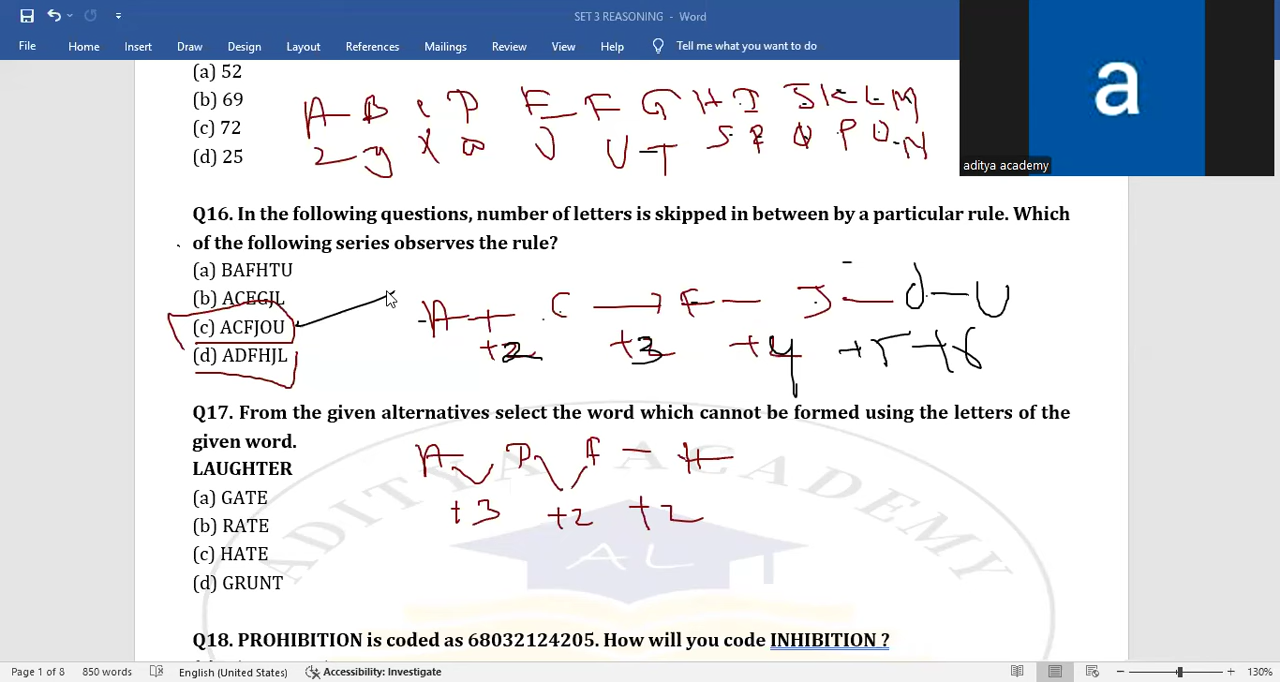 SET 3 REASONING - Word
File Home Insert Draw Design Layout References Mailings Review View Help Tell me what you want to do
a
aditya academy
(a) 52
(b) 69
(c) 72
(d) 25
A B C D E F G H I J K L M
Z Y X W V U T S R Q P O N
Q16. In the following questions, number of letters is skipped in between by a particular rule. Which
of the following series observes the rule?
(a) BAFHTU
(b) ACEGJL
(c) ACFJOU
(d) ADFHJL
A C F J O U
+2 +3 +4 +5 +6
Q17. From the given alternatives select the word which cannot be formed using the letters of the
given word.
LAUGHTER
(a) GATE
(b) RATE
(c) HATE
(d) GRUNT
A D F H
+3 +2 +2
ADITYA ACADEMY
AL
Q18. PROHIBITION is coded as 68032124205. How will you code INHIBITION ?
Page 1 of 8 850 words English (United States) Accessibility: Investigate 130%